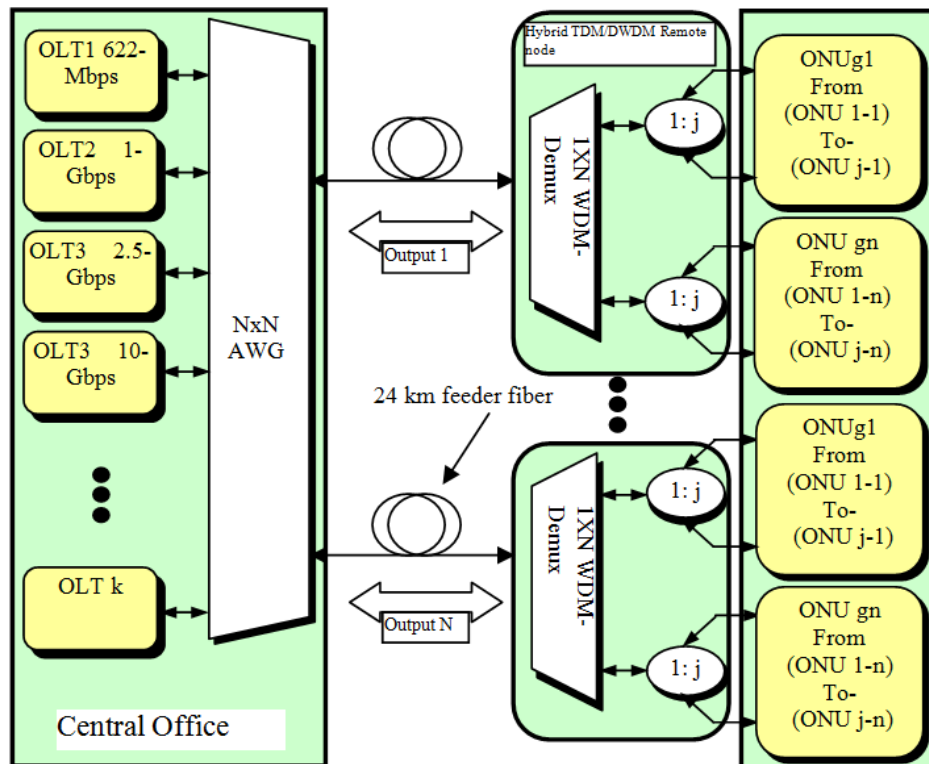 OLT1 622-
Mbps
OLT2 1-
Gbps
OLT3 2.5-
Gbps
OLT3 10-
Gbps
OLT k
NxN
AWG
Central Office
Output 1
24 km feeder fiber
Output N
Hybrid TDM/DWDM Remote
node
1XN WDM-
Demux
1: j
1: j
1XN WDM-
Demux
1: j
1: j
ONUg1
From
(ONU 1-1)
To-
(ONU j-1)
ONU gn
From
(ONU 1-n)
To-
(ONU j-n)
ONUg1
From
(ONU 1-1)
To-
(ONU j-1)
ONU gn
From
(ONU 1-n)
To-
(ONU j-n)